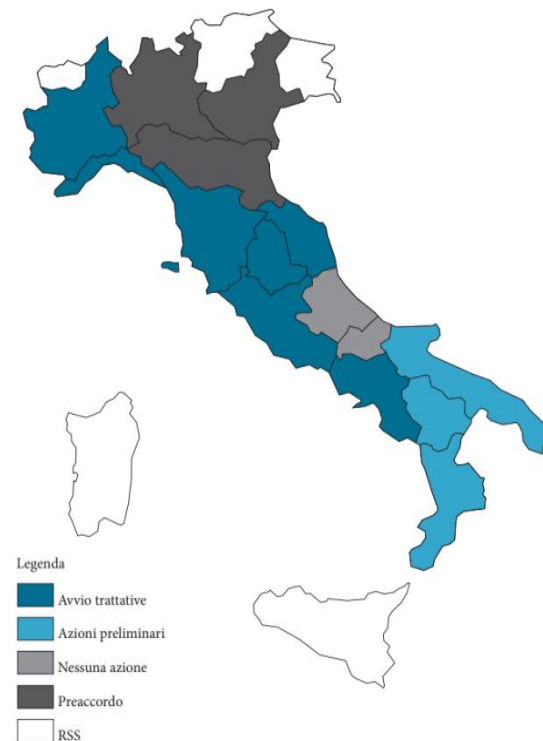 Legenda
Avvio trattative
Azioni preliminari
Nessuna azione
Preaccordo
RSS